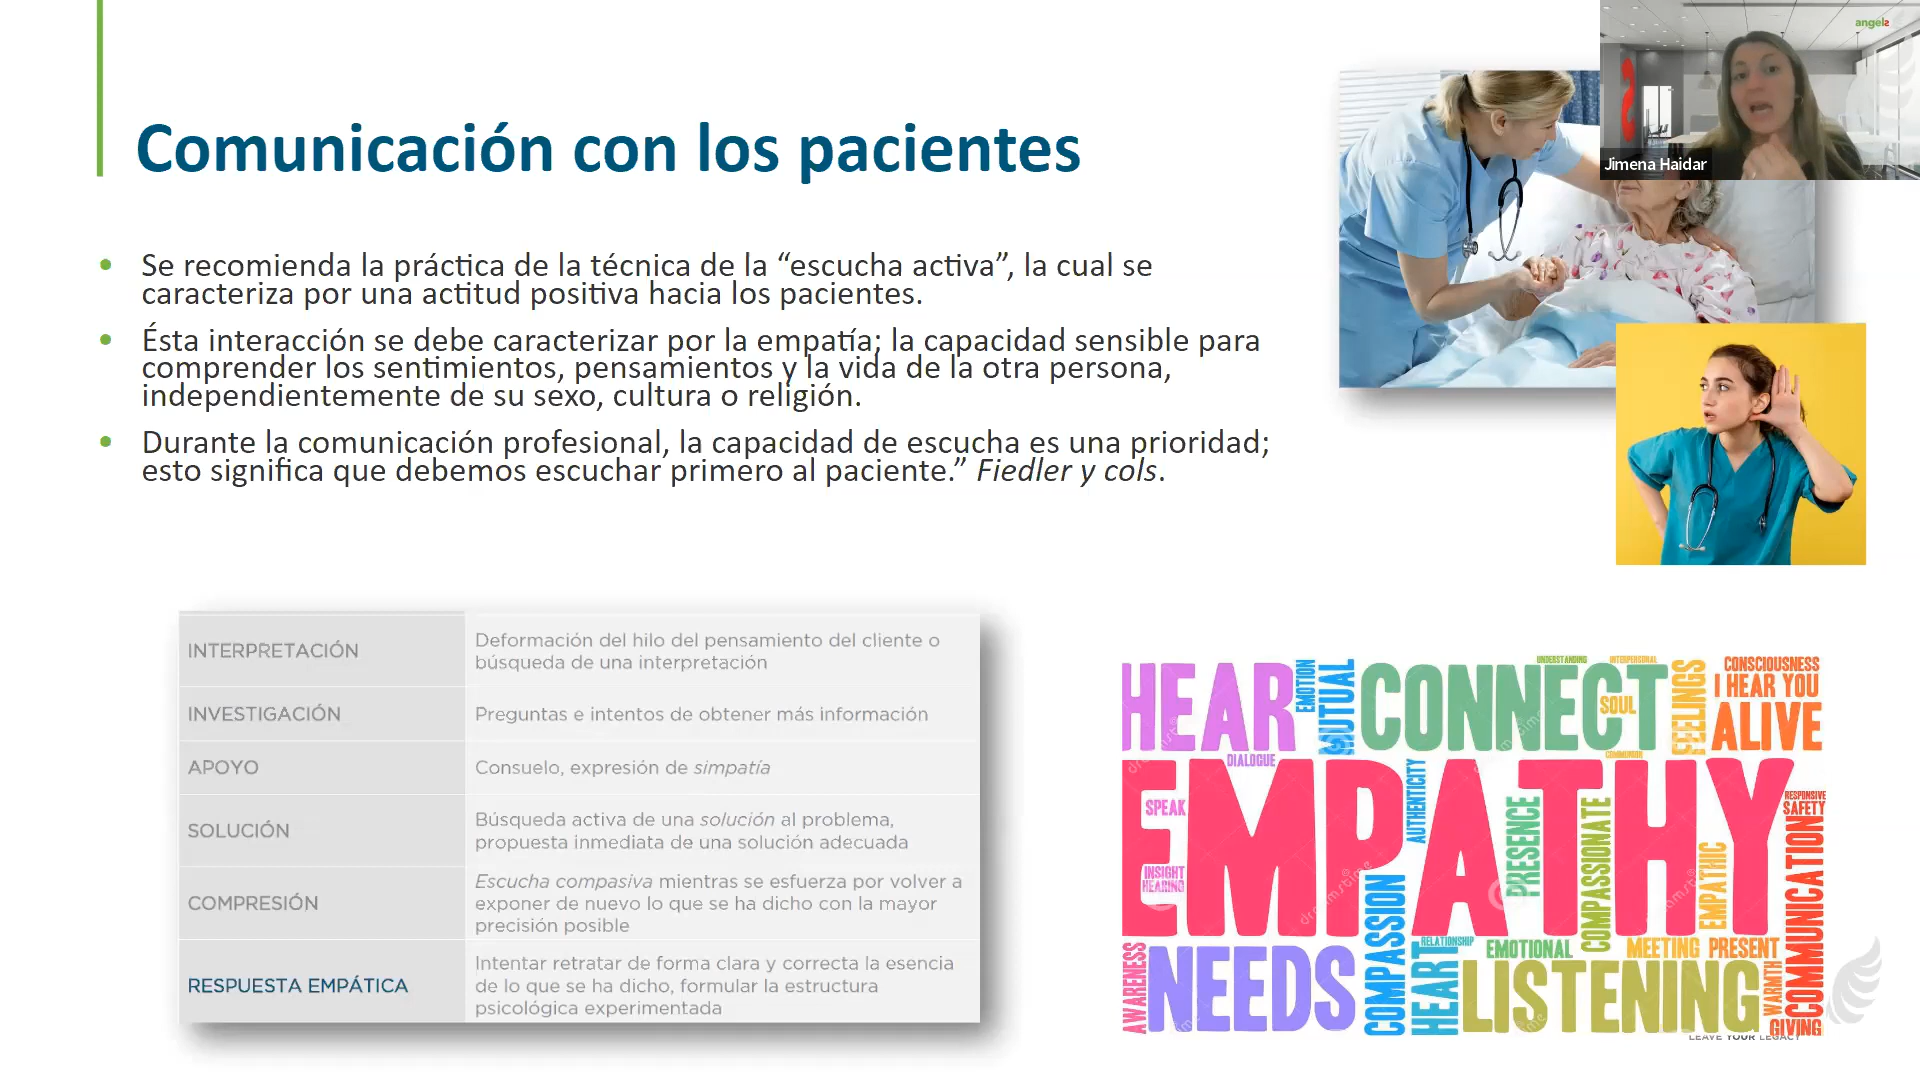 angels
Jimena Haidar
Comunicación con los pacientes
• Se recomienda la práctica de la técnica de la “escucha activa”, la cual se
caracteriza por una actitud positiva hacia los pacientes.
• Ésta interacción se debe caracterizar por la empatía; la capacidad sensible para
comprender los sentimientos, pensamientos y la vida de la otra persona,
independientemente de su sexo, cultura o religión.
• Durante la comunicación profesional, la capacidad de escucha es una prioridad;
esto significa que debemos escuchar primero al paciente.” Fiedler y cols.
INTERPRETACIÓN
Deformación del hilo del pensamiento del cliente o
búsqueda de una interpretación
INVESTIGACIÓN
Preguntas e intentos de obtener más información
APOYO
Consuelo, expresión de simpatía
SOLUCIÓN
Búsqueda activa de una solución al problema,
propuesta inmediata de una solución adecuada
COMPRESIÓN
Escucha compasiva mientras se esfuerza por volver a
exponer de nuevo lo que se ha dicho con la mayor
precisión posible
RESPUESTA EMPÁTICA
Intentar retratar de forma clara y correcta la esencia
de lo que se ha dicho, formular la estructura
psicológica experimentada
HEAR
EMOTION
MUTUAL
CONNECT
UNDERSTANDING
INTERPERSONAL
SOUL
FEELINGS
CONSCIOUSNESS
I HEAR YOU
ALIVE
DIALOGUE
EMPATHY
SPEAK
INSIGHT
HEARING
AUTHENTICITY
PRESENCE
COMPASSIONATE
EMPATHIC
RESPONSIVE
SAFETY
COMMUNICATION
AWARENESS
NEEDS
COMPASSION
HEART
RELATIONSHIP
EMOTIONAL
MEETING
PRESENT
LISTENING
WARMTH
GIVING
LEAVE YOUR LEGACY